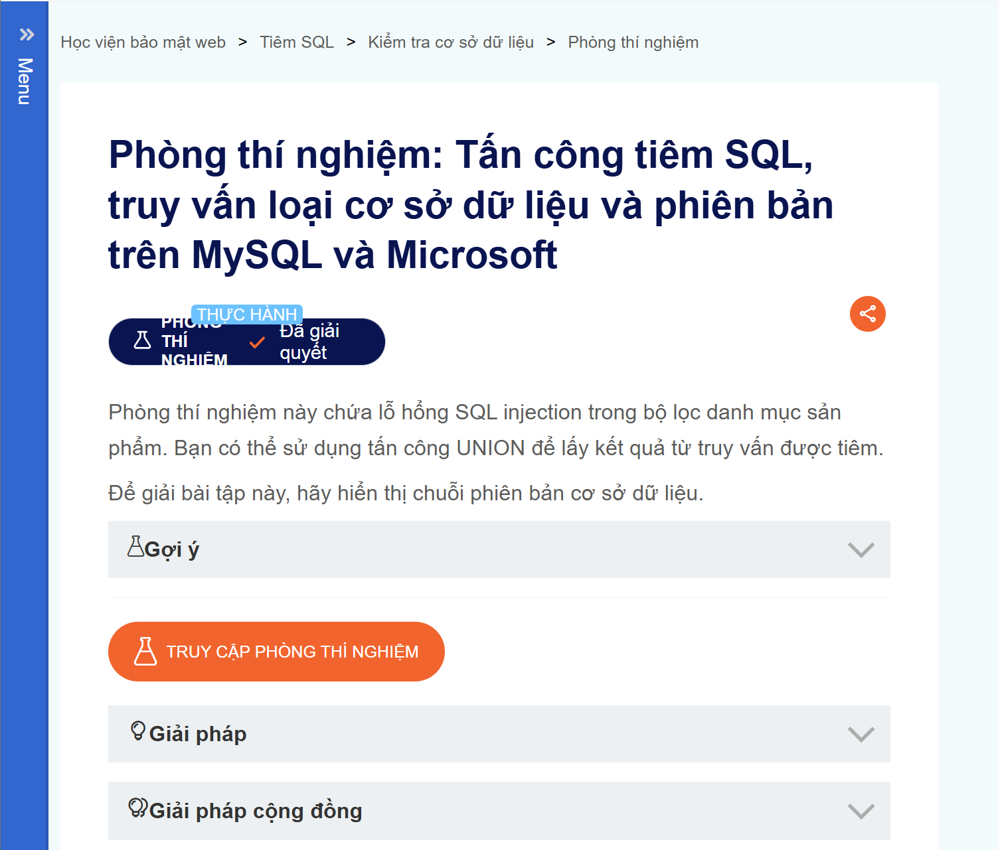 Menu
Học viện bảo mật web > Tiêm SQL > Kiểm tra cơ sở dữ liệu > Phòng thí nghiệm
Phòng thí nghiệm: Tấn công tiêm SQL,
truy vấn loại cơ sở dữ liệu và phiên bản
trên MySQL và Microsoft
THỰC HÀNH
PHÒNG
THÍ
NGHIỆM
Đã giải
quyết
Phòng thí nghiệm này chứa lỗ hổng SQL injection trong bộ lọc danh mục sản
phẩm. Bạn có thể sử dụng tấn công UNION để lấy kết quả từ truy vấn được tiêm.
Để giải bài tập này, hãy hiển thị chuỗi phiên bản cơ sở dữ liệu.
Gợi ý
TRUY CẬP PHÒNG THÍ NGHIỆM
Giải pháp
Giải pháp cộng đồng